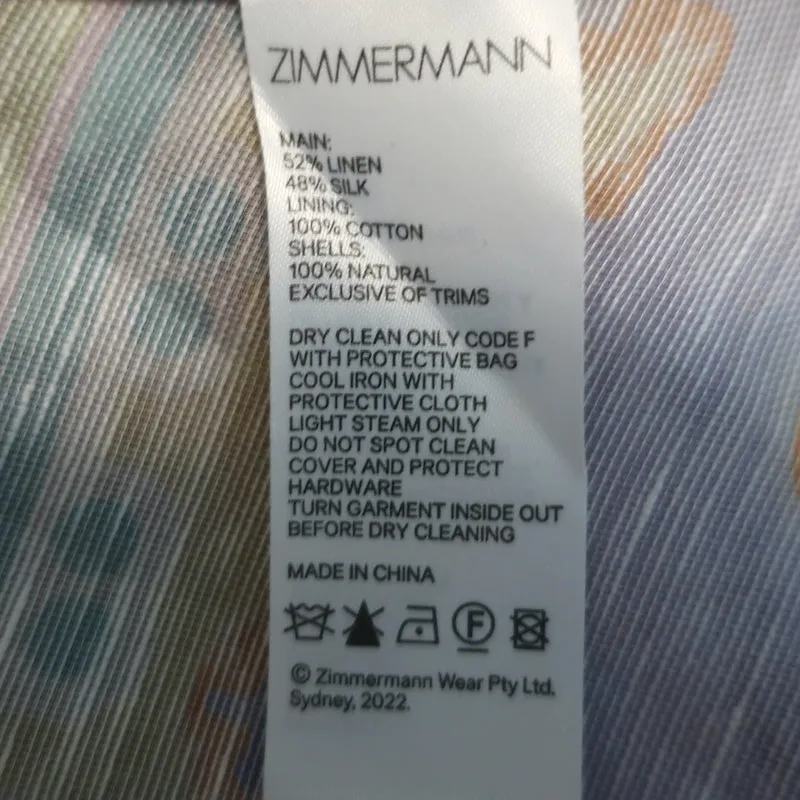 ZIMMERMANN
MAIN:
52% LINEN
48% SILK
LINING:
100% COTTON
SHELLS:
100% NATURAL
EXCLUSIVE OF TRIMS
DRY CLEAN ONLY CODE F
WITH PROTECTIVE BAG
COOL IRON WITH
PROTECTIVE CLOTH
LIGHT STEAM ONLY
DO NOT SPOT CLEAN
COVER AND PROTECT
HARDWARE
TURN GARMENT INSIDE OUT
BEFORE DRY CLEANING
MADE IN CHINA
F
© Zimmermann Wear Pty Ltd.
Sydney, 2022.